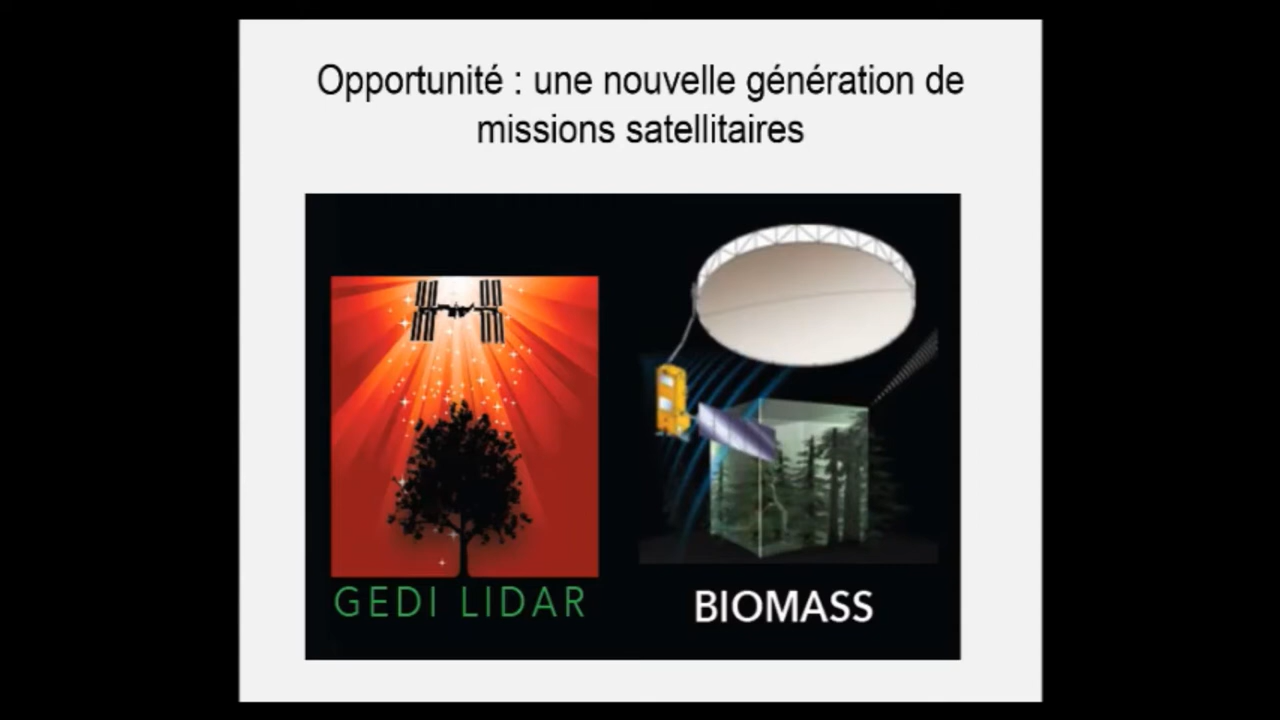 Opportunité : une nouvelle génération de
missions satellitaires
GEDI LIDAR
BIOMASS